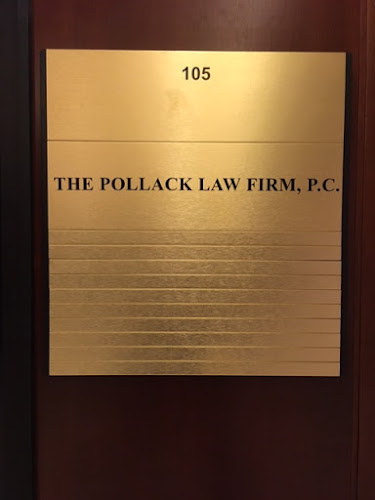 105
THE POLLACK LAW FIRM, P.C.